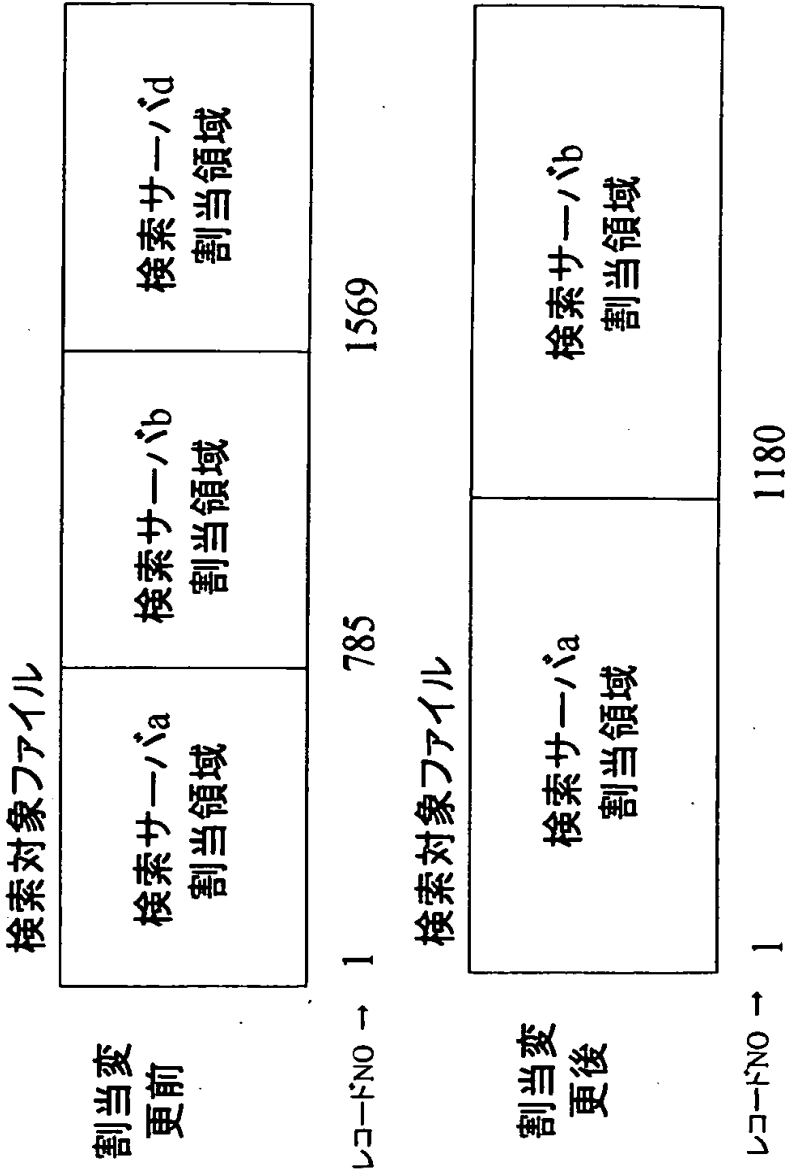 検索対象ファイル
割当変
更前
検索サーバa
割当領域
検索サーバb
割当領域
検索サーバd
割当領域
レコードNO → 1
785
1569
検索対象ファイル
割当変
更後
検索サーバa
割当領域
検索サーバb
割当領域
レコードNO → 1
1180